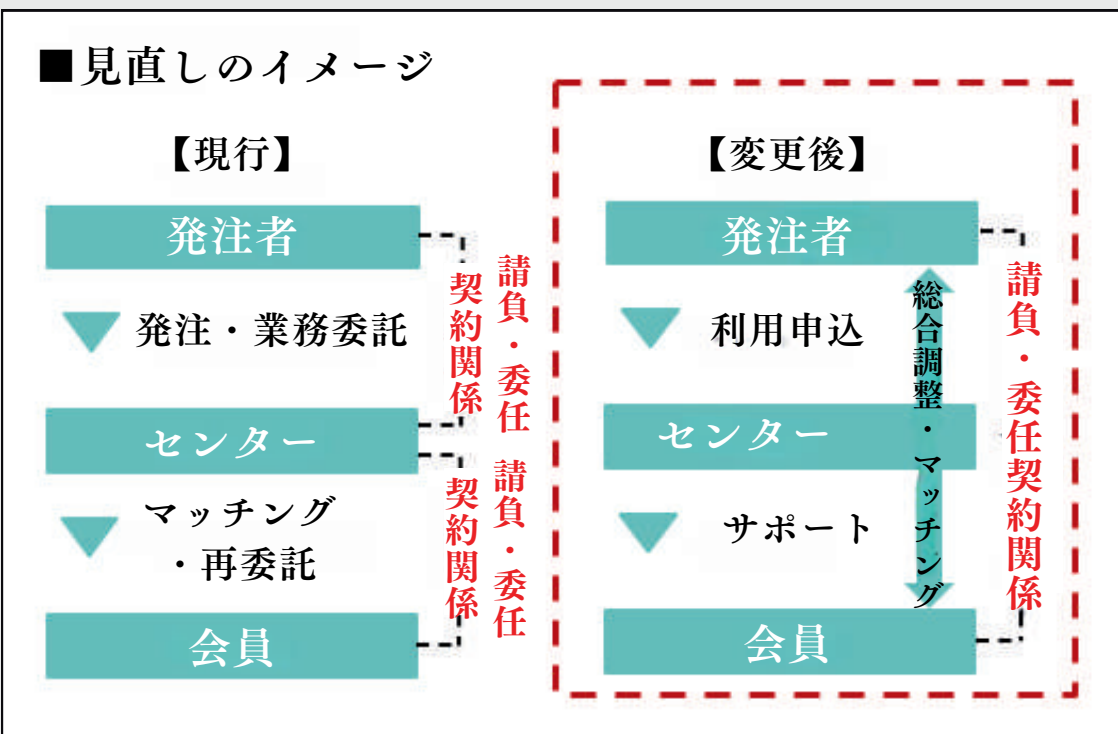 ■見直しのイメージ
【現行】
発注者
発注・業務委託
請負・委任
契約関係
センター
マッチング
・再委託
請負・委任
契約関係
会員
【変更後】
発注者
利用申込
総合調整・マッチング
請負・委任契約関係
センター
サポート
会員